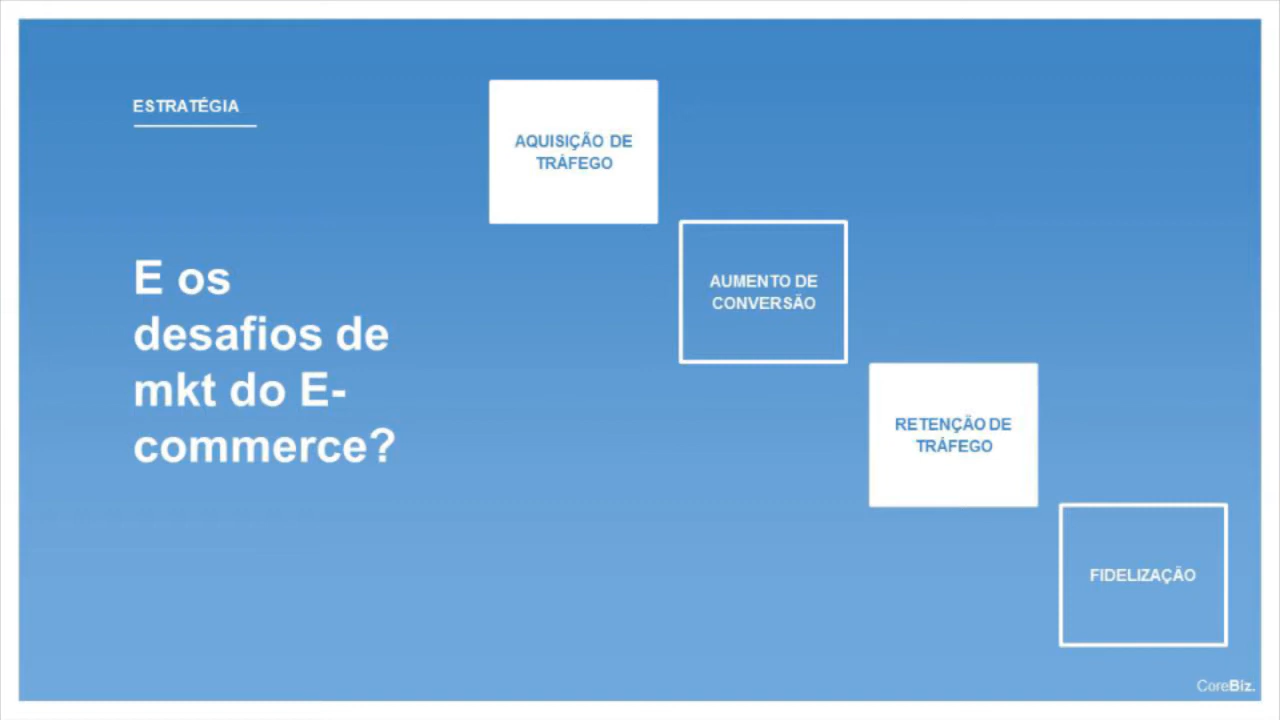 ESTRATÉGIA
E os
desafios de
mkt do E-
commerce?
AQUISIÇÃO DE
TRÁFEGO
AUMENTO DE
CONVERSÃO
RETENÇÃO DE
TRÁFEGO
FIDELIZAÇÃO
CoreBiz.